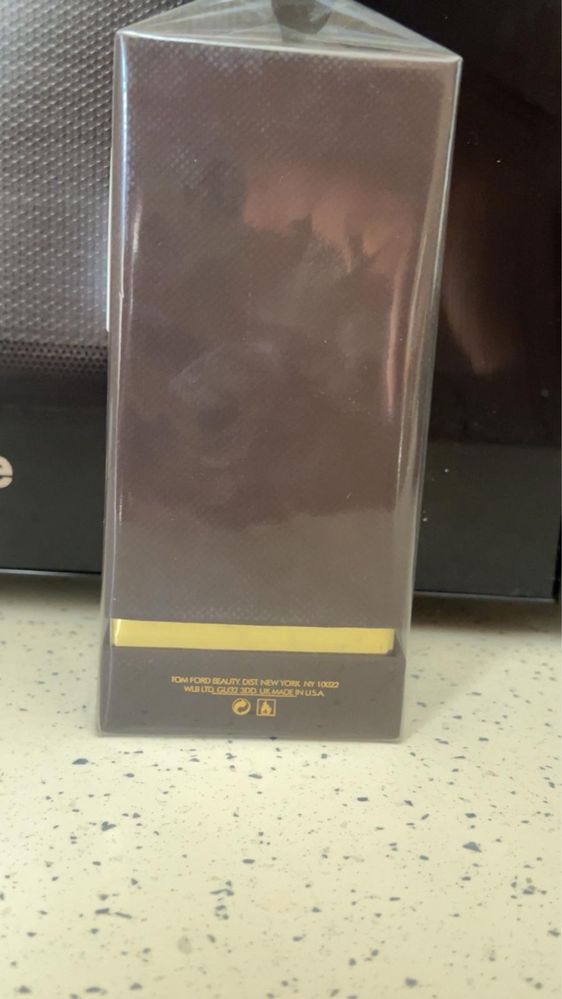 e
TOM FORD BEAUTY, DIST. NEW YORK, NY 10022
WLB LTD, GU32 3DD UK MADE IN U.S.A.